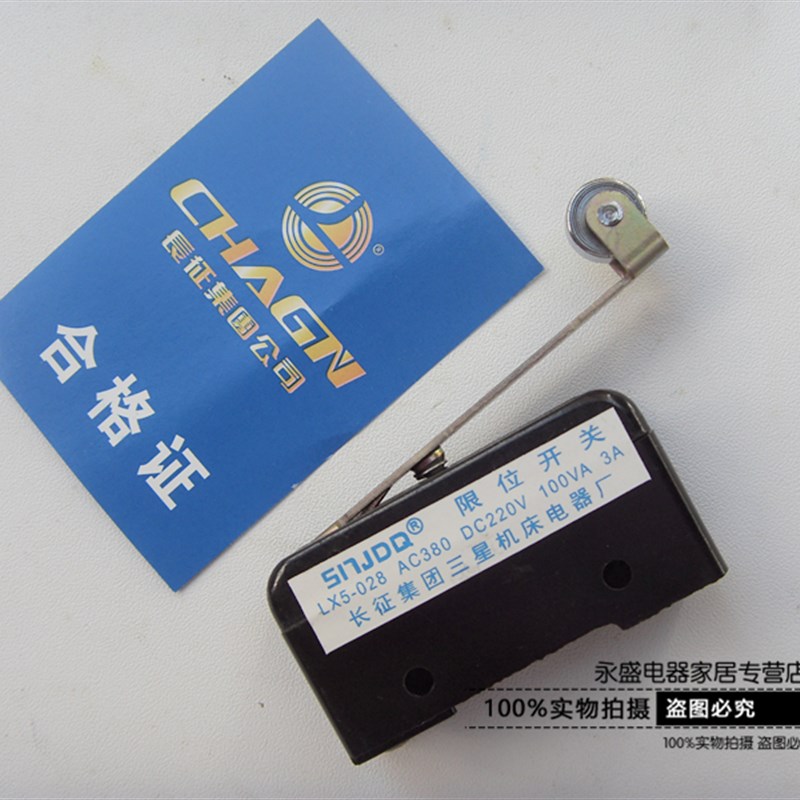 CHAGN
®
長征集团公司
合格证
SNJDQ® 限位开关
LX5-028 AC380 DC220V 100VA 3A
长征集团三星机床电器厂
永盛电器家居专营店
100%实物拍摄 盗图必究
100%实物拍摄 盗图必